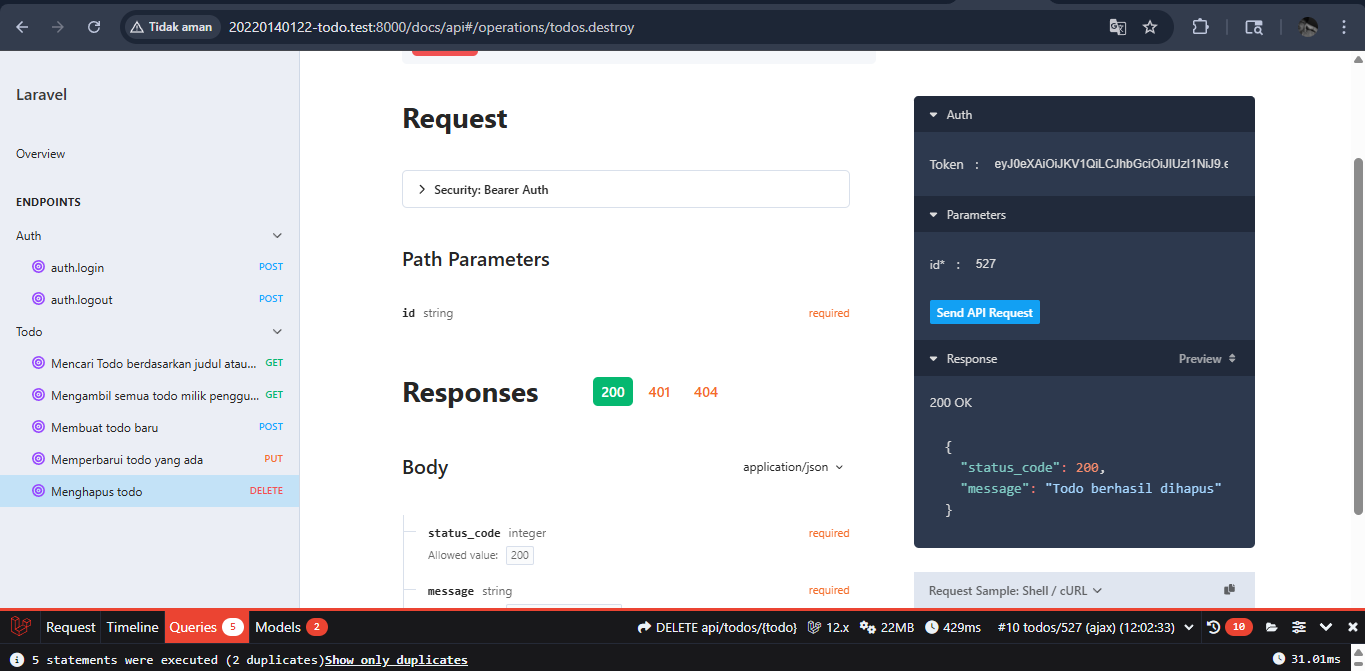 Tidak aman
20220140122-todo.test:8000/docs/api#/operations/todos.destroy
Laravel
Overview
ENDPOINTS
Auth
auth.login POST
auth.logout POST
Todo
Mencari Todo berdasarkan judul atau... GET
Mengambil semua todo milik penggu... GET
Membuat todo baru POST
Memperbarui todo yang ada PUT
Menghapus todo DELETE
Request
Security: Bearer Auth
Path Parameters
id string required
Responses 200 401 404
Body application/json
status_code integer required
Allowed value: 200
message string required
Auth
Token : eyJ0eXAiOiJKV1QiLCJhbGciOiJIUzI1NiJ9.e
Parameters
id* : 527
Send API Request
Response Preview
200 OK
{
"status_code": 200,
"message": "Todo berhasil dihapus"
}
Request Sample: Shell / cURL
Request Timeline Queries 5 Models 2 DELETE api/todos/{todo} 12.x 22MB 429ms #10 todos/527 (ajax) (12:02:33) 10
5 statements were executed (2 duplicates)Show only duplicates 31.01ms